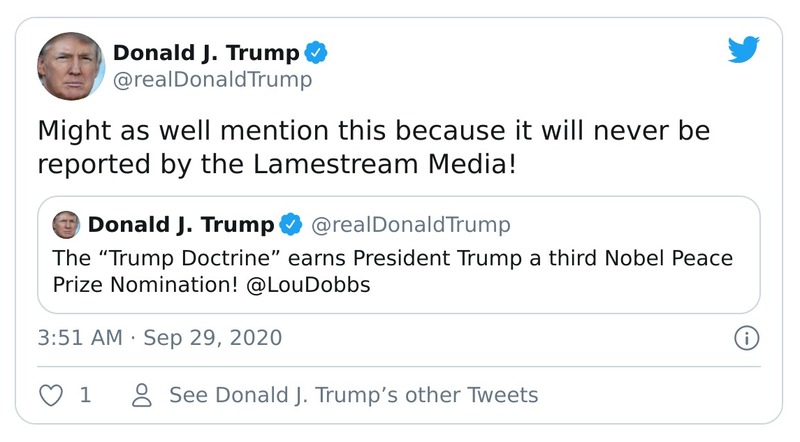 Donald J. Trump
@realDonaldTrump
Might as well mention this because it will never be
reported by the Lamestream Media!
Donald J. Trump @realDonaldTrump
The “Trump Doctrine” earns President Trump a third Nobel Peace
Prize Nomination! @LouDobbs
3:51 AM · Sep 29, 2020
1 See Donald J. Trump’s other Tweets